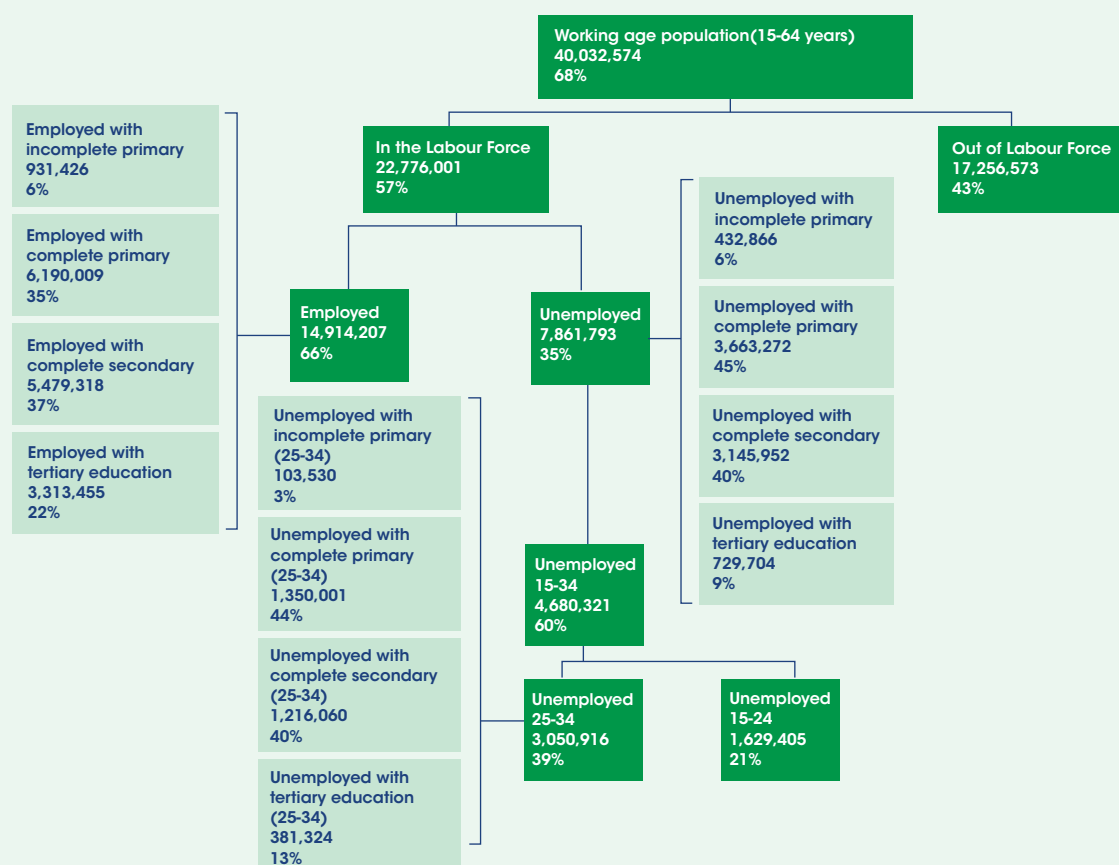 Working age population(15-64 years)
40,032,574
68%
In the Labour Force
22,776,001
57%
Out of Labour Force
17,256,573
43%
Employed
14,914,207
66%
Unemployed
7,861,793
35%
Employed with
incomplete primary
931,426
6%
Employed with
complete primary
6,190,009
35%
Employed with
complete secondary
5,479,318
37%
Employed with
tertiary education
3,313,455
22%
Unemployed with
incomplete primary
432,866
6%
Unemployed with
complete primary
3,663,272
45%
Unemployed with
complete secondary
3,145,952
40%
Unemployed with
tertiary education
729,704
9%
Unemployed
15-34
4,680,321
60%
Unemployed
25-34
3,050,916
39%
Unemployed
15-24
1,629,405
21%
Unemployed with
incomplete primary
(25-34)
103,530
3%
Unemployed with
complete primary
(25-34)
1,350,001
44%
Unemployed with
complete secondary
(25-34)
1,216,060
40%
Unemployed with
tertiary education
(25-34)
381,324
13%